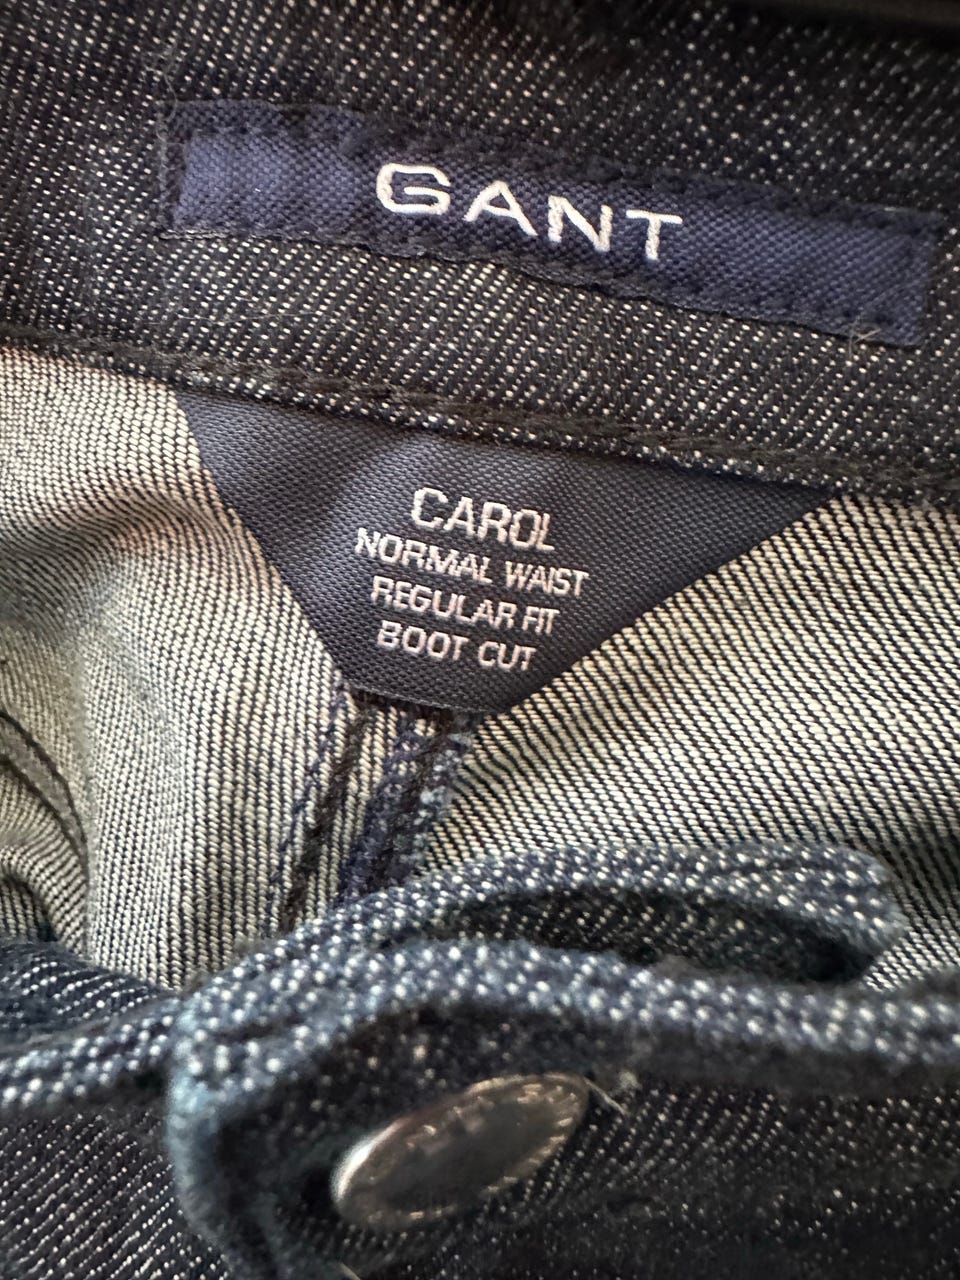 GANT
CAROL
NORMAL WAIST
REGULAR FIT
BOOT CUT